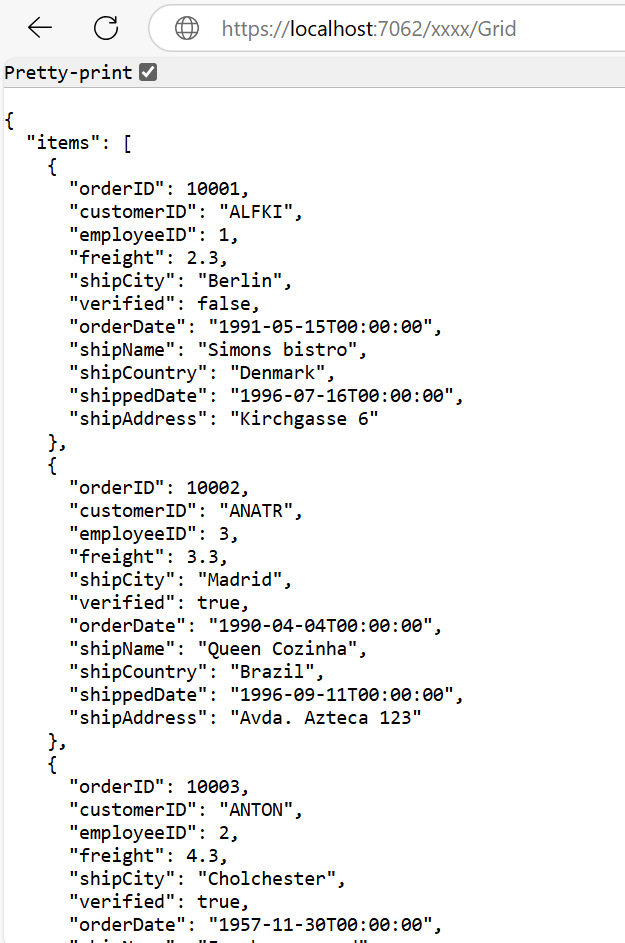 https://localhost:7062/xxxx/Grid
Pretty-print
{
  "items": [
    {
      "orderID": 10001,
      "customerID": "ALFKI",
      "employeeID": 1,
      "freight": 2.3,
      "shipCity": "Berlin",
      "verified": false,
      "orderDate": "1991-05-15T00:00:00",
      "shipName": "Simons bistro",
      "shipCountry": "Denmark",
      "shippedDate": "1996-07-16T00:00:00",
      "shipAddress": "Kirchgasse 6"
    },
    {
      "orderID": 10002,
      "customerID": "ANATR",
      "employeeID": 3,
      "freight": 3.3,
      "shipCity": "Madrid",
      "verified": true,
      "orderDate": "1990-04-04T00:00:00",
      "shipName": "Queen Cozinha",
      "shipCountry": "Brazil",
      "shippedDate": "1996-09-11T00:00:00",
      "shipAddress": "Avda. Azteca 123"
    },
    {
      "orderID": 10003,
      "customerID": "ANTON",
      "employeeID": 2,
      "freight": 4.3,
      "shipCity": "Cholchester",
      "verified": true,
      "orderDate": "1957-11-30T00:00:00",